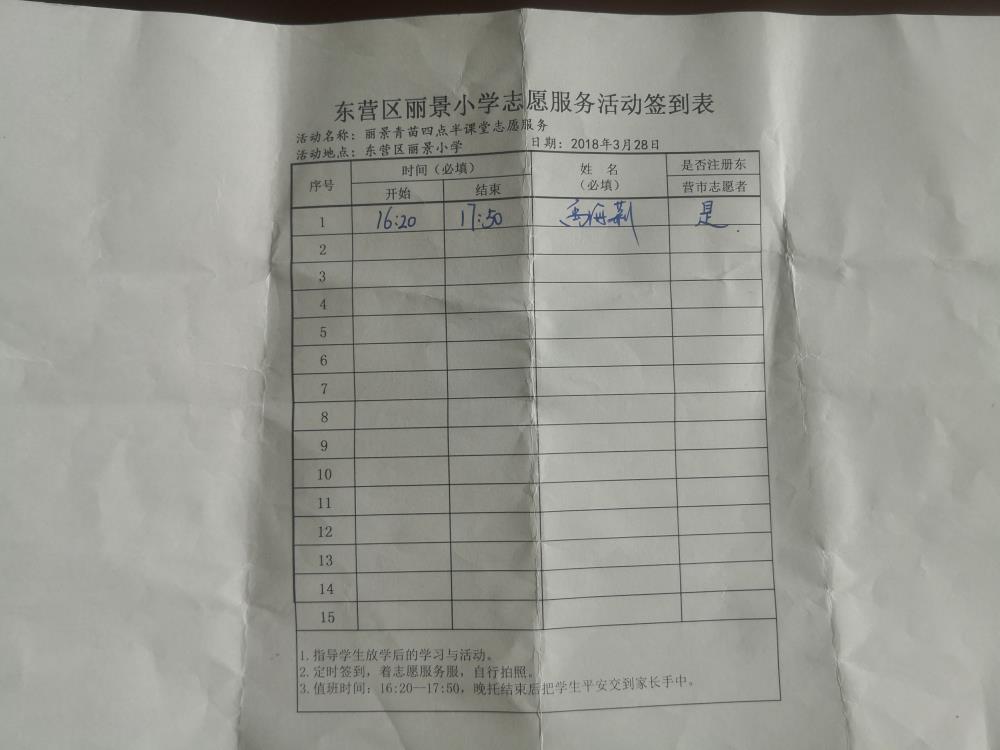 东营区丽景小学志愿服务活动签到表
活动名称：丽景青苗四点半课堂志愿服务
活动地点：东营区丽景小学 日期：2018年3月28日
序号 时间（必填） 姓 名 是否注册东
开始 结束 （必填） 营市志愿者
1 16:20 17:50 是
2
3
4
5
6
7
8
9
10
11
12
13
14
15
1.指导学生放学后的学习与活动。
2.定时签到，着志愿服务服，自行拍照。
3.值班时间：16:20—17:50，晚托结束后把学生平安交到家长手中。